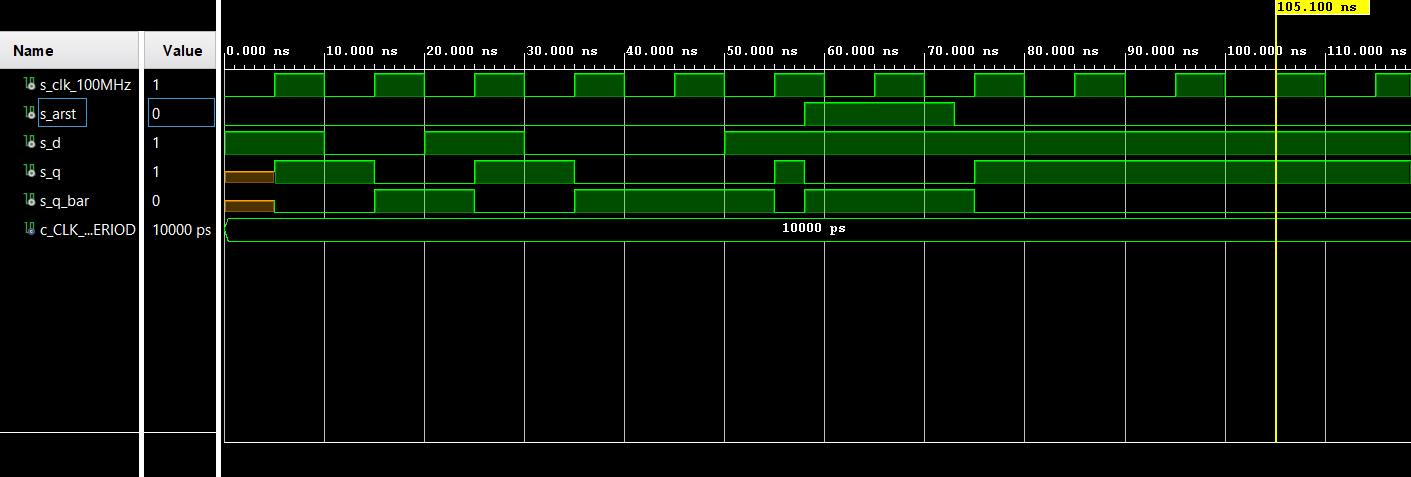 105.100 ns
Name Value
0.000 ns 10.000 ns 20.000 ns 30.000 ns 40.000 ns 50.000 ns 60.000 ns 70.000 ns 80.000 ns 90.000 ns 100.000 ns 110.000 ns
s_clk_100MHz 1
s_arst 0
s_d 1
s_q 1
s_q_bar 0
c_CLK_...ERIOD 10000 ps 10000 ps